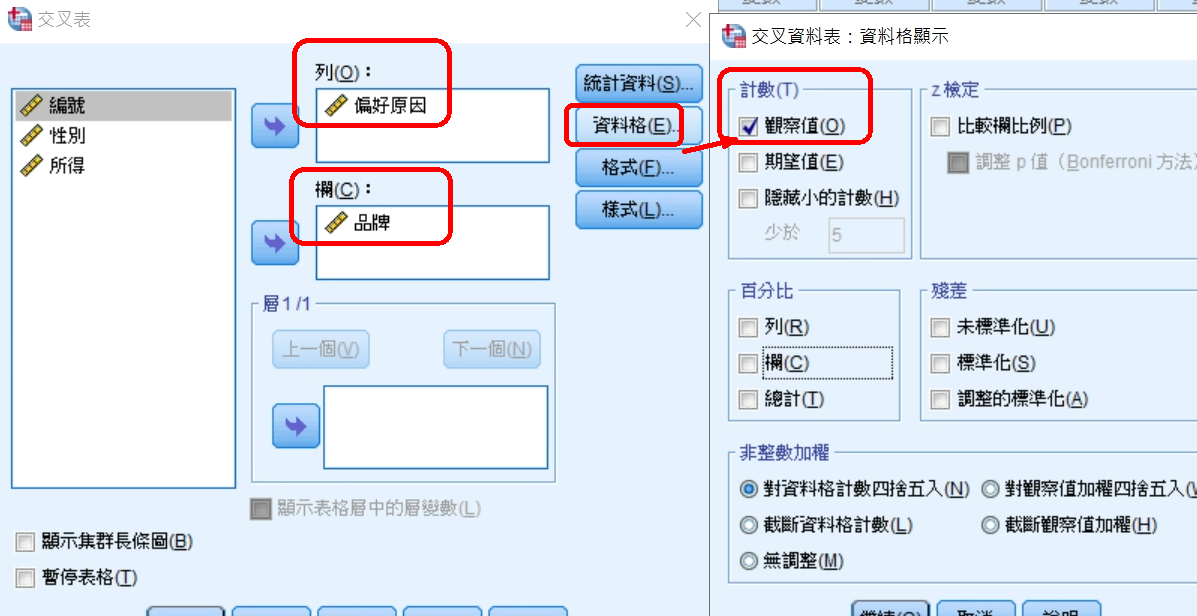 交叉表
列(O)：
偏好原因
編號
性別
所得
欄(C)：
品牌
層 1 /1
上一個(V)
下一個(N)
顯示表格層中的層變數(L)
顯示集群長條圖(B)
暫停表格(T)
統計資料(S)...
資料格(E)...
格式(F)...
樣式(L)...
交叉資料表：資料格顯示
計數(T)
觀察值(O)
期望值(E)
隱藏小的計數(H)
少於
5
z 檢定
比較欄比例(P)
調整 p 值（Bonferroni 方法）
百分比
列(R)
欄(C)
總計(T)
殘差
未標準化(U)
標準化(S)
調整的標準化(A)
非整數加權
對資料格計數四捨五入(N)
對觀察值加權四捨五入(W
截斷資料格計數(L)
截斷觀察值加權(H)
無調整(M)
繼續(C)
取消
說明